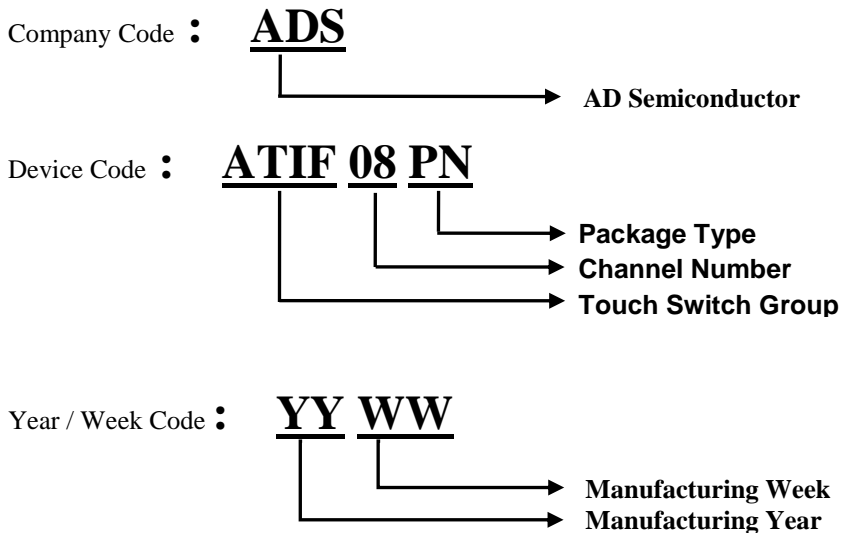 Company Code : ADS
AD Semiconductor
Device Code : ATIF 08 PN
Package Type
Channel Number
Touch Switch Group
Year / Week Code : YY WW
Manufacturing Week
Manufacturing Year